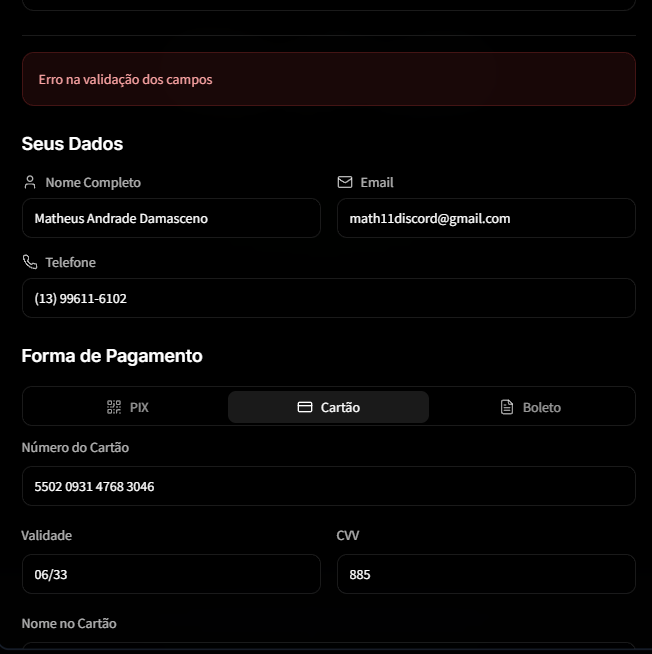 Erro na validação dos campos
Seus Dados
Nome Completo
Email
Matheus Andrade Damasceno
math11discord@gmail.com
Telefone
(13) 99611-6102
Forma de Pagamento
PIX
Cartão
Boleto
Número do Cartão
5502 0931 4768 3046
Validade
CVV
06/33
885
Nome no Cartão